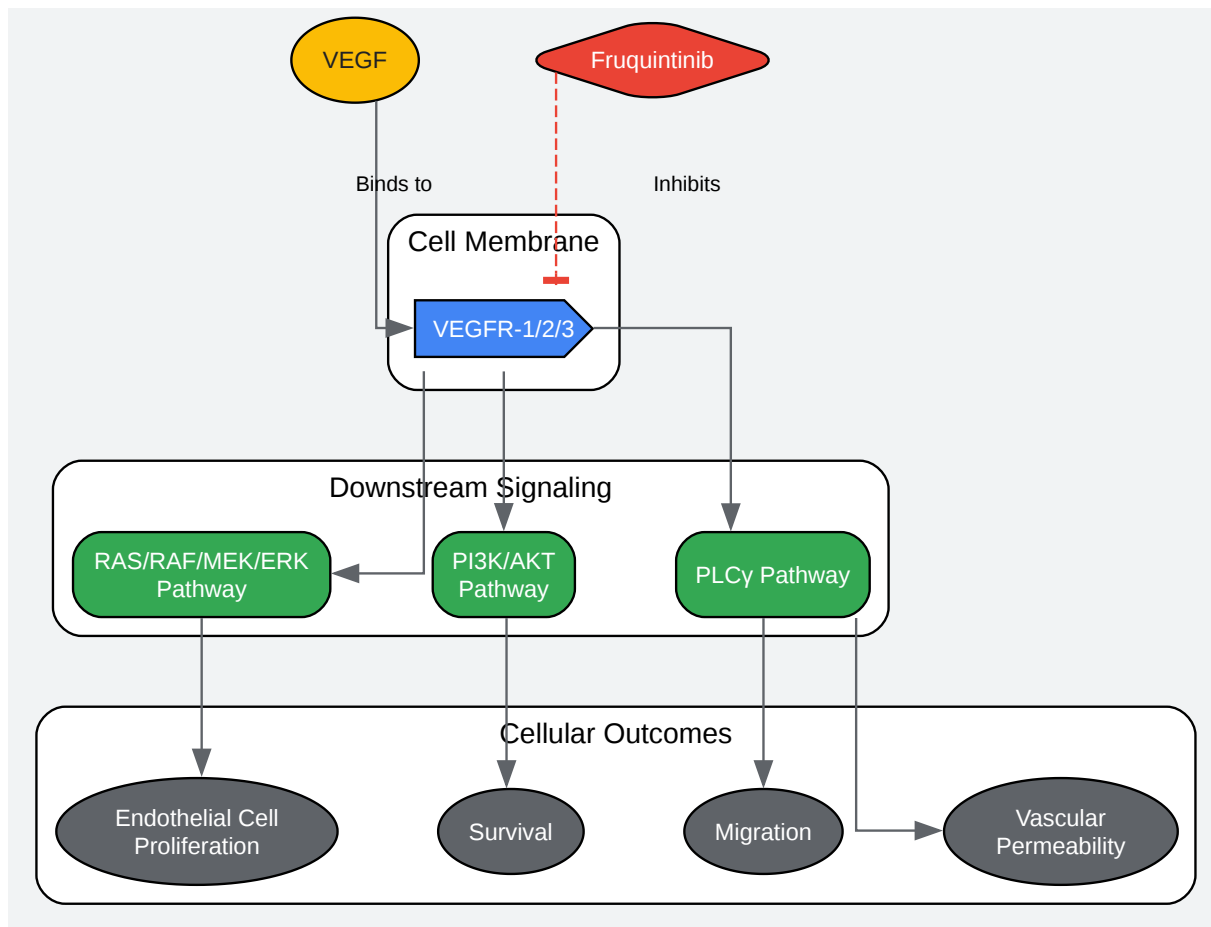 VEGF
Fruquintinib
Binds to
Inhibits
Cell Membrane
VEGFR-1/2/3
Downstream Signaling
RAS/RAF/MEK/ERK
Pathway
PI3K/AKT
Pathway
PLCγ Pathway
Cellular Outcomes
Endothelial Cell
Proliferation
Survival
Migration
Vascular
Permeability